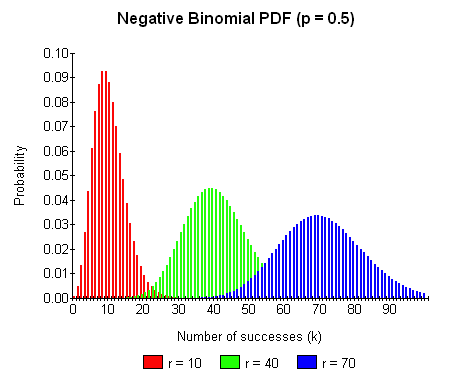 Negative Binomial PDF (p = 0.5)
Probability
0.10
0.09
0.08
0.07
0.06
0.05
0.04
0.03
0.02
0.01
0.00
0 10 20 30 40 50 60 70 80 90
Number of successes (k)
r = 10 r = 40 r = 70